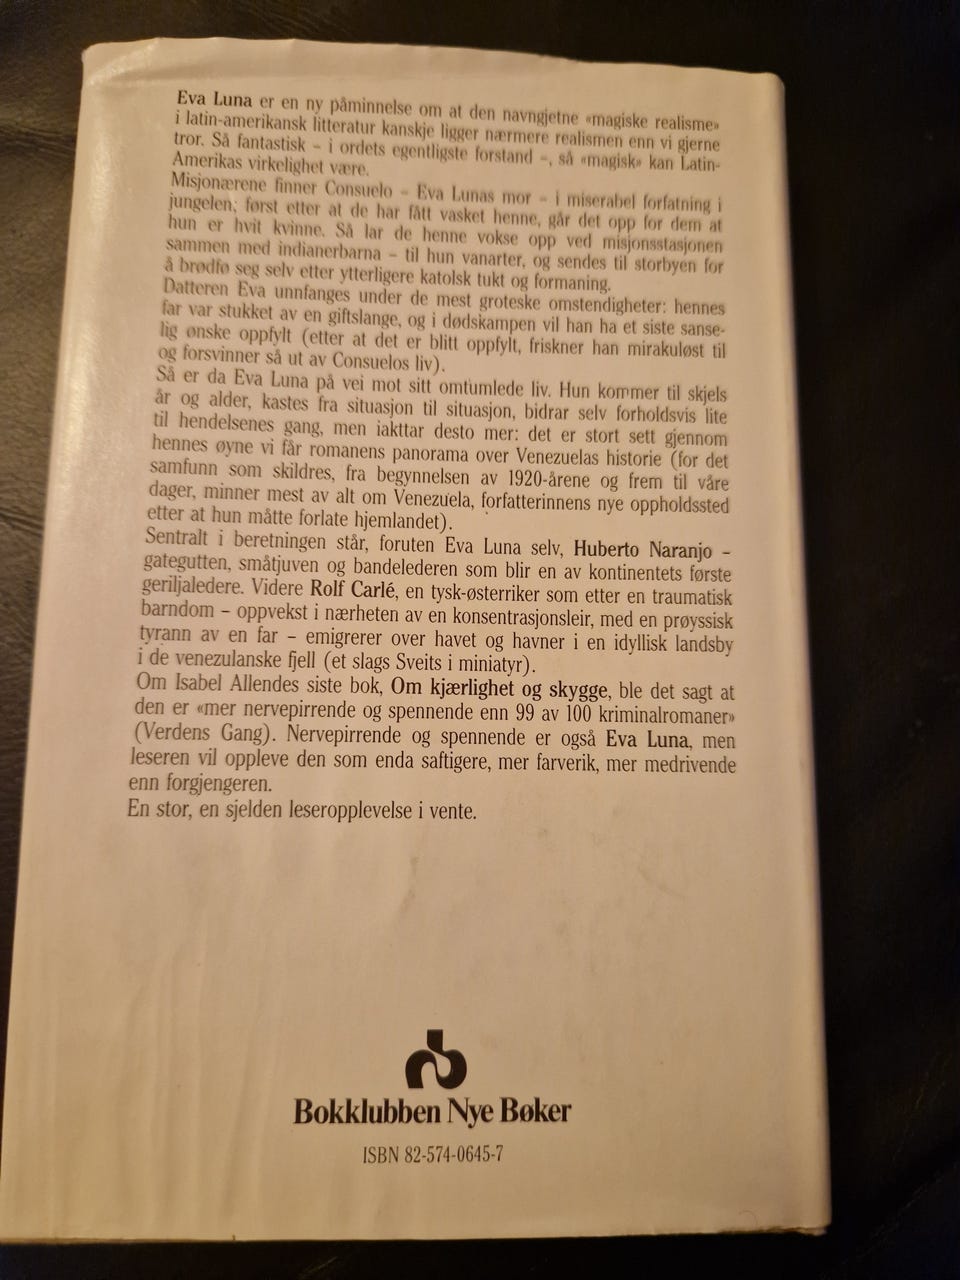 Eva Luna er en ny påminnelse om at den navngjetne «magiske realisme»
i latin-amerikansk litteratur kanskje ligger nærmere realismen enn vi gjerne
tror. Så fantastisk – i ordets egentligste forstand –, så «magisk» kan Latin-
Amerikas virkelighet være.
Misjonærene finner Consuelo – Eva Lunas mor – i miserabel forfatning i
jungelen; først etter at de har fått vasket henne, går det opp for dem at
hun er hvit kvinne. Så lar de henne vokse opp ved misjonsstasjonen
sammen med indianerbarna – til hun vanarter, og sendes til storbyen for
å brødfø seg selv etter ytterligere katolsk tukt og formaning.
Datteren Eva unnfanges under de mest groteske omstendigheter: hennes
far var stukket av en giftslange, og i dødskampen vil han ha et siste sanse-
lig ønske oppfylt (etter at det er blitt oppfylt, friskner han mirakuløst til
og forsvinner så ut av Consuelos liv).
Så er da Eva Luna på vei mot sitt omtumlede liv. Hun kommer til skjels
år og alder, kastes fra situasjon til situasjon, bidrar selv forholdsvis lite
til hendelsenes gang, men iakttar desto mer: det er stort sett gjennom
hennes øyne vi får romanens panorama over Venezuelas historie (for det
samfunn som skildres, fra begynnelsen av 1920-årene og frem til våre
dager, minner mest av alt om Venezuela, forfatterinnens nye oppholdssted
etter at hun måtte forlate hjemlandet).
Sentralt i beretningen står, foruten Eva Luna selv, Huberto Naranjo –
gategutten, småtjuven og bandelederen som blir en av kontinentets første
geriljaledere. Videre Rolf Carlé, en tysk-østerriker som etter en traumatisk
barndom – oppvekst i nærheten av en konsentrasjonsleir, med en prøyssisk
tyrann av en far – emigrerer over havet og havner i en idyllisk landsby
i de venezulanske fjell (et slags Sveits i miniatyr).
Om Isabel Allendes siste bok, Om kjærlighet og skygge, ble det sagt at
den er «mer nervepirrende og spennende enn 99 av 100 kriminalromaner»
(Verdens Gang). Nervepirrende og spennende er også Eva Luna, men
leseren vil oppleve den som enda saftigere, mer farverik, mer medrivende
enn forgjengeren.
En stor, en sjelden leseropplevelse i vente.
Bokklubben Nye Bøker
ISBN 82-574-0645-7